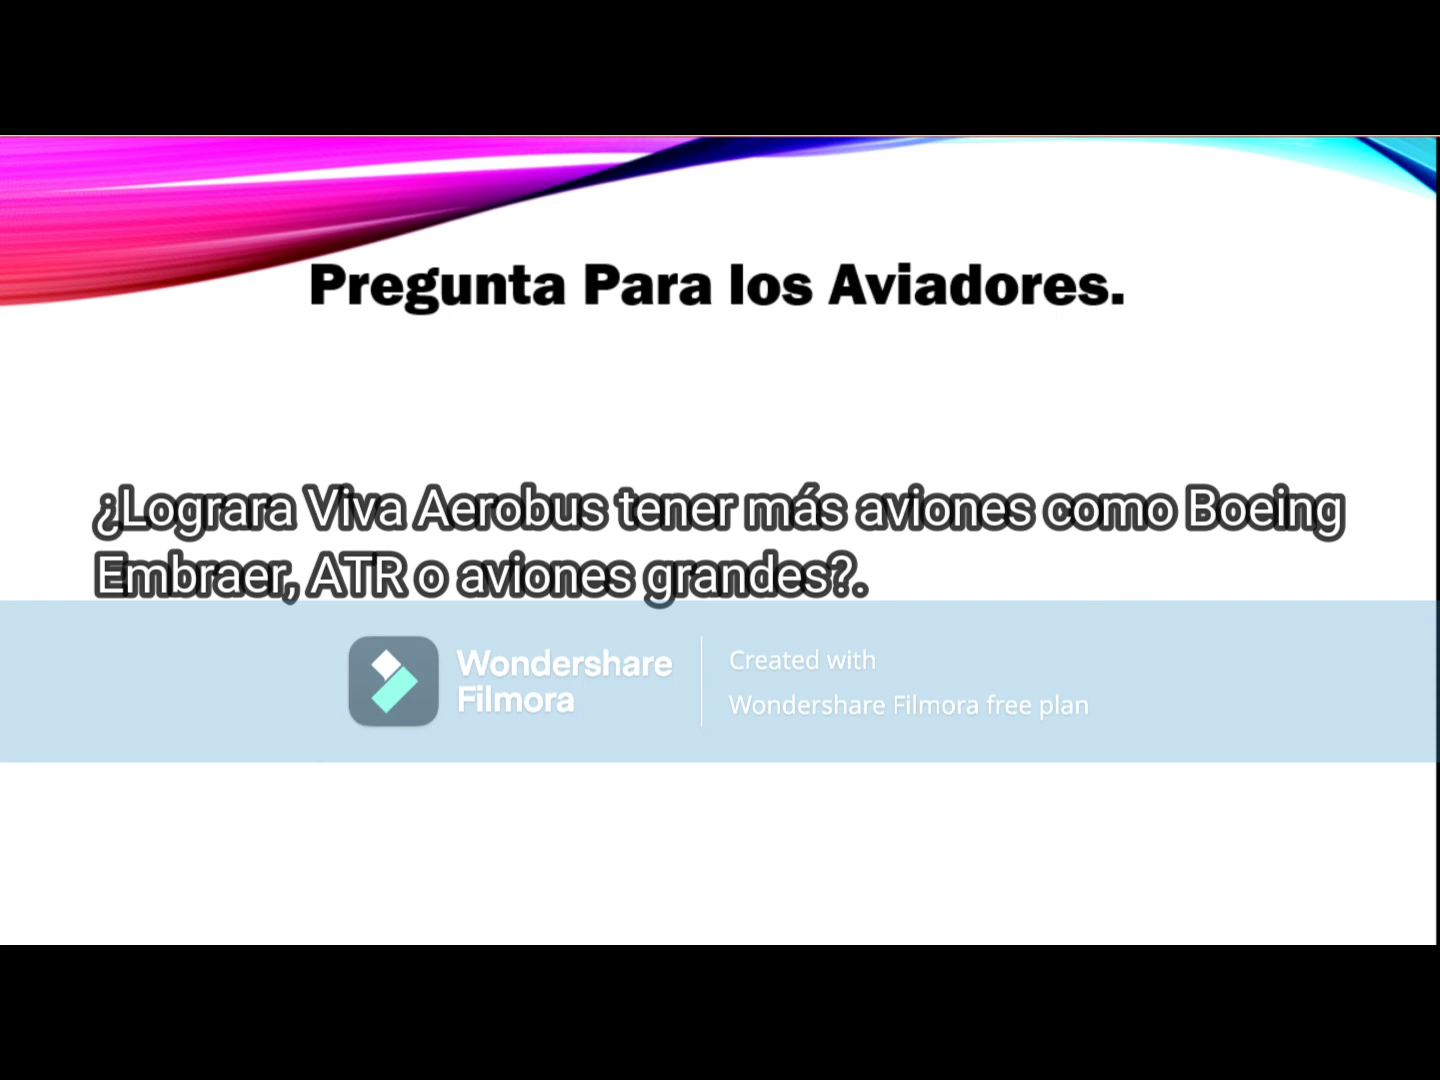 Pregunta Para los Aviadores.
¿Lograra Viva Aerobus tener más aviones como Boeing
Embraer, ATR o aviones grandes?.
Wondershare
Filmora
Created with
Wondershare Filmora free plan